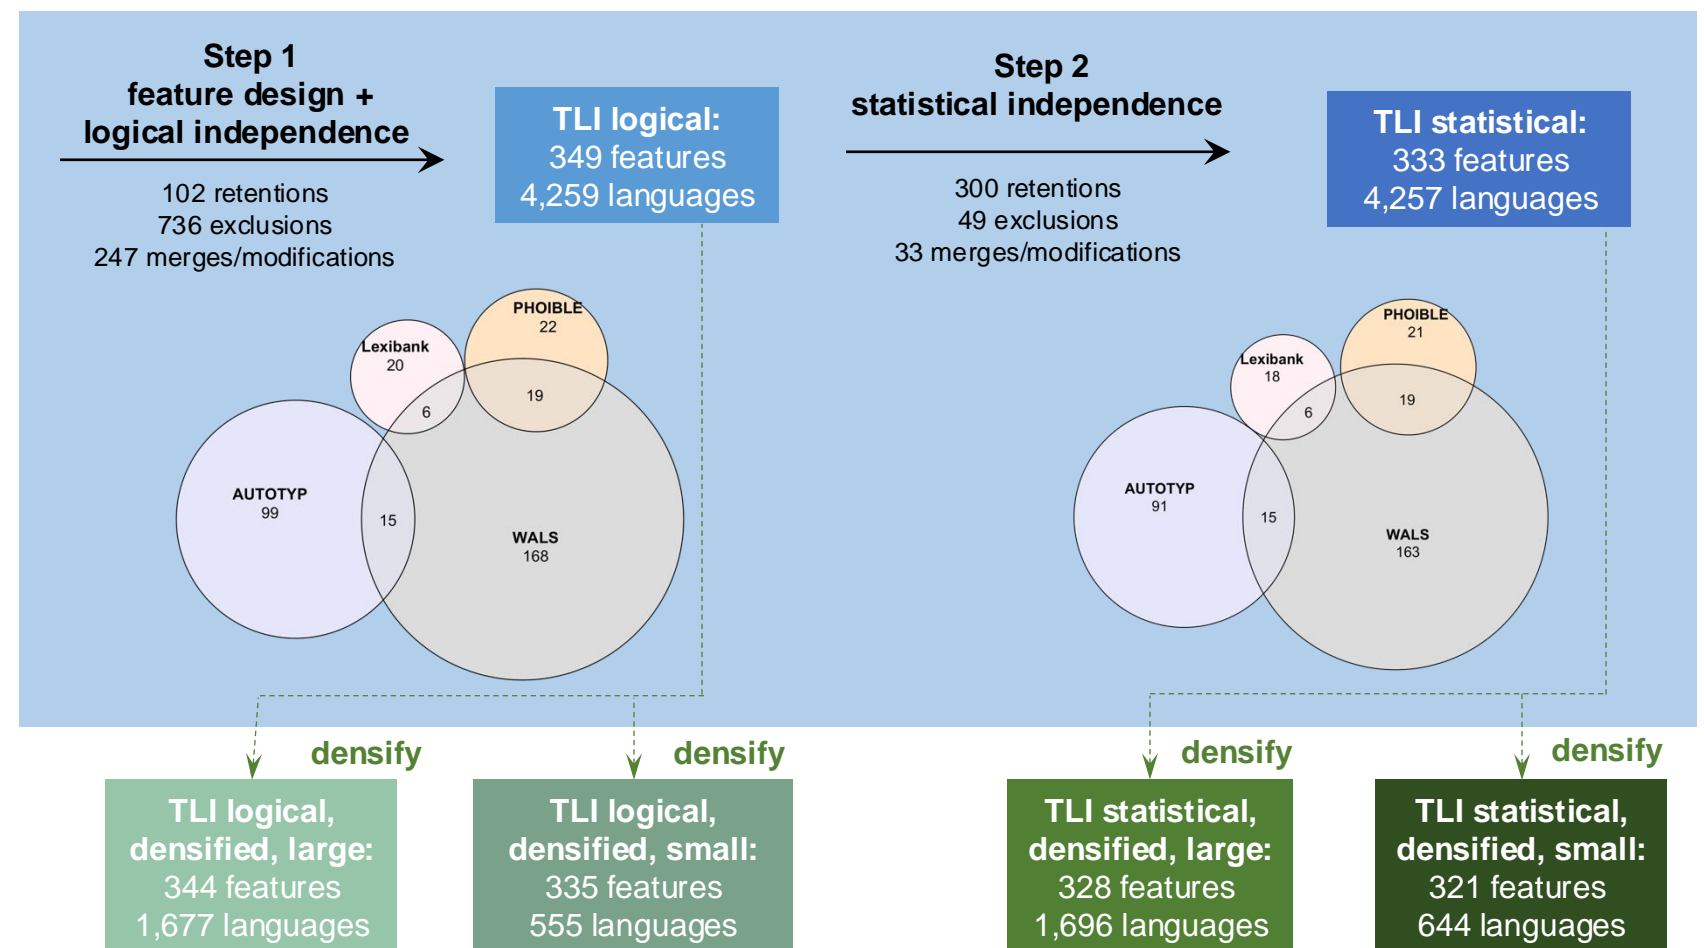 Step 1
feature design +
logical independence
102 retentions
736 exclusions
247 merges/modifications
TLI logical:
349 features
4,259 languages
Step 2
statistical independence
300 retentions
49 exclusions
33 merges/modifications
TLI statistical:
333 features
4,257 languages
PHOIBLE
22
Lexibank
20
6
19
AUTOTYP
99
15
WALS
168
PHOIBLE
21
Lexibank
18
6
19
AUTOTYP
91
15
WALS
163
densify
densify
densify
densify
TLI logical,
densified, large:
344 features
1,677 languages
TLI logical,
densified, small:
335 features
555 languages
TLI statistical,
densified, large:
328 features
1,696 languages
TLI statistical,
densified, small:
321 features
644 languages